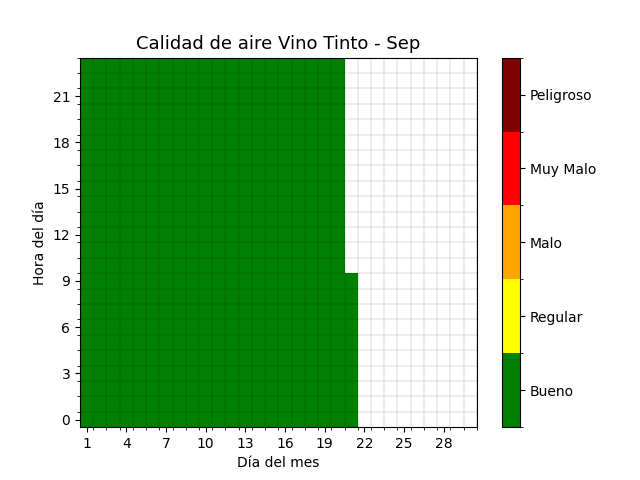 Calidad de aire Vino Tinto - Sep
Hora del día
21
18
15
12
9
6
3
0
1 4 7 10 13 16 19 22 25 28
Día del mes
Peligroso
Muy Malo
Malo
Regular
Bueno